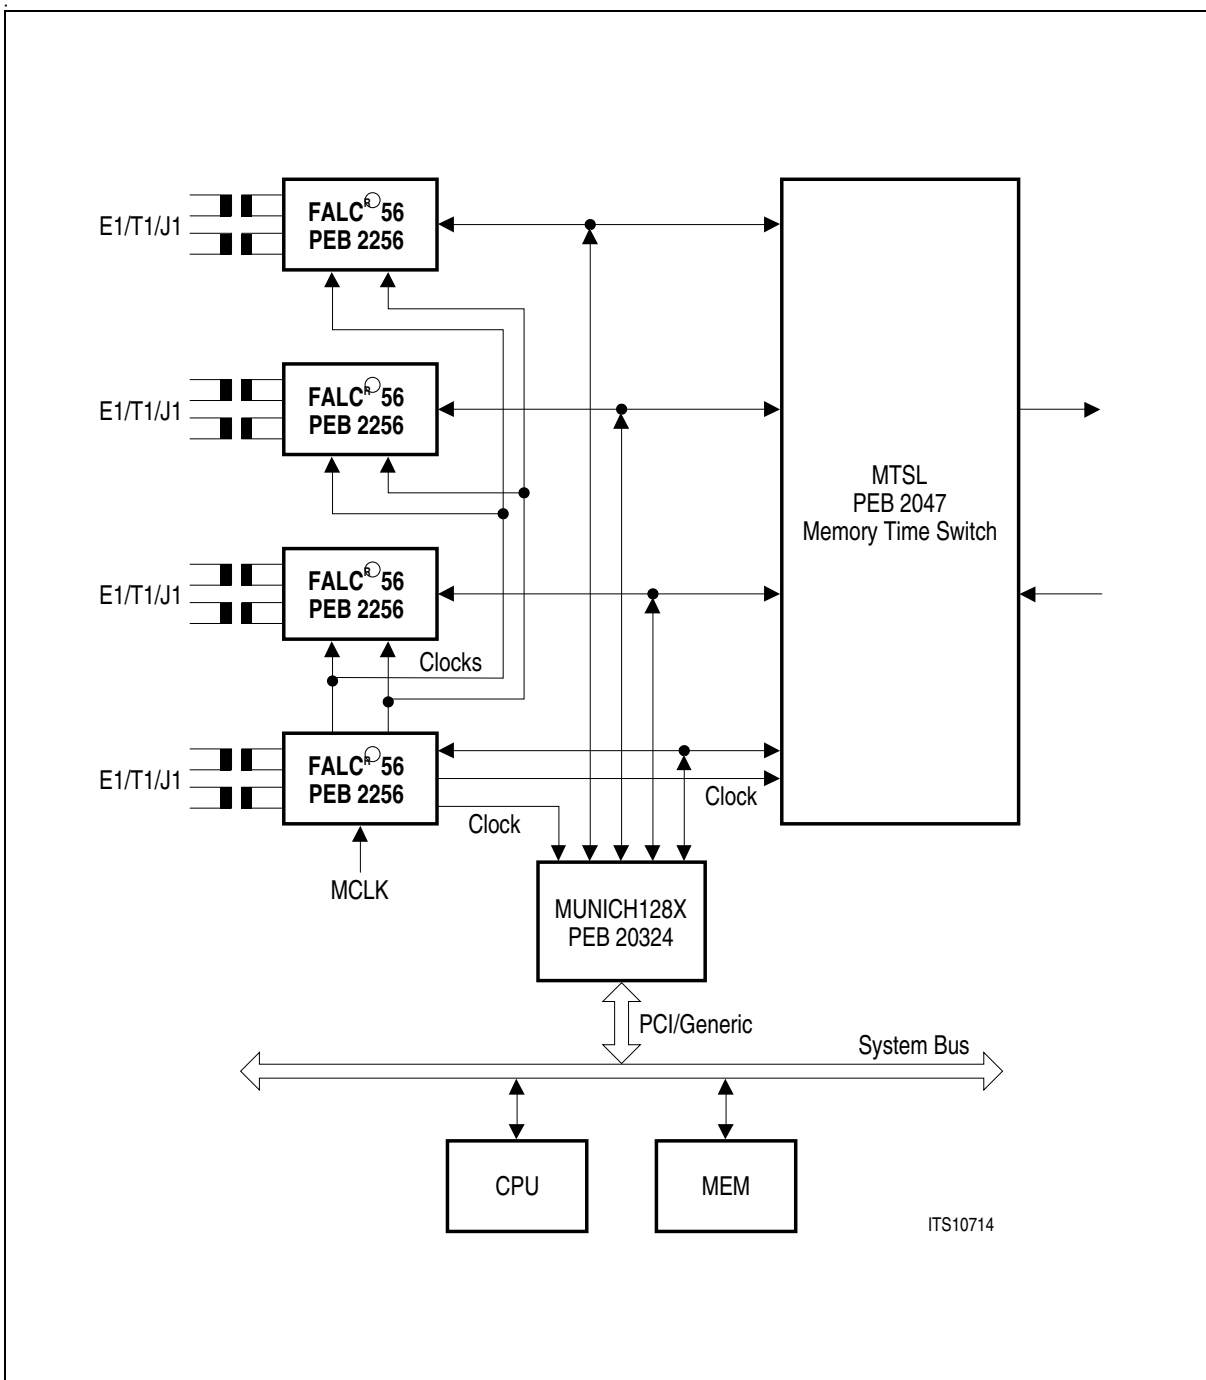 FALC® 56
PEB 2256
E1/T1/J1
FALC® 56
PEB 2256
E1/T1/J1
MTSL
PEB 2047
Memory Time Switch
FALC® 56
PEB 2256
E1/T1/J1
Clocks
FALC® 56
PEB 2256
E1/T1/J1
Clock
Clock
MCLK
MUNICH128X
PEB 20324
PCI/Generic
System Bus
CPU
MEM
ITS10714